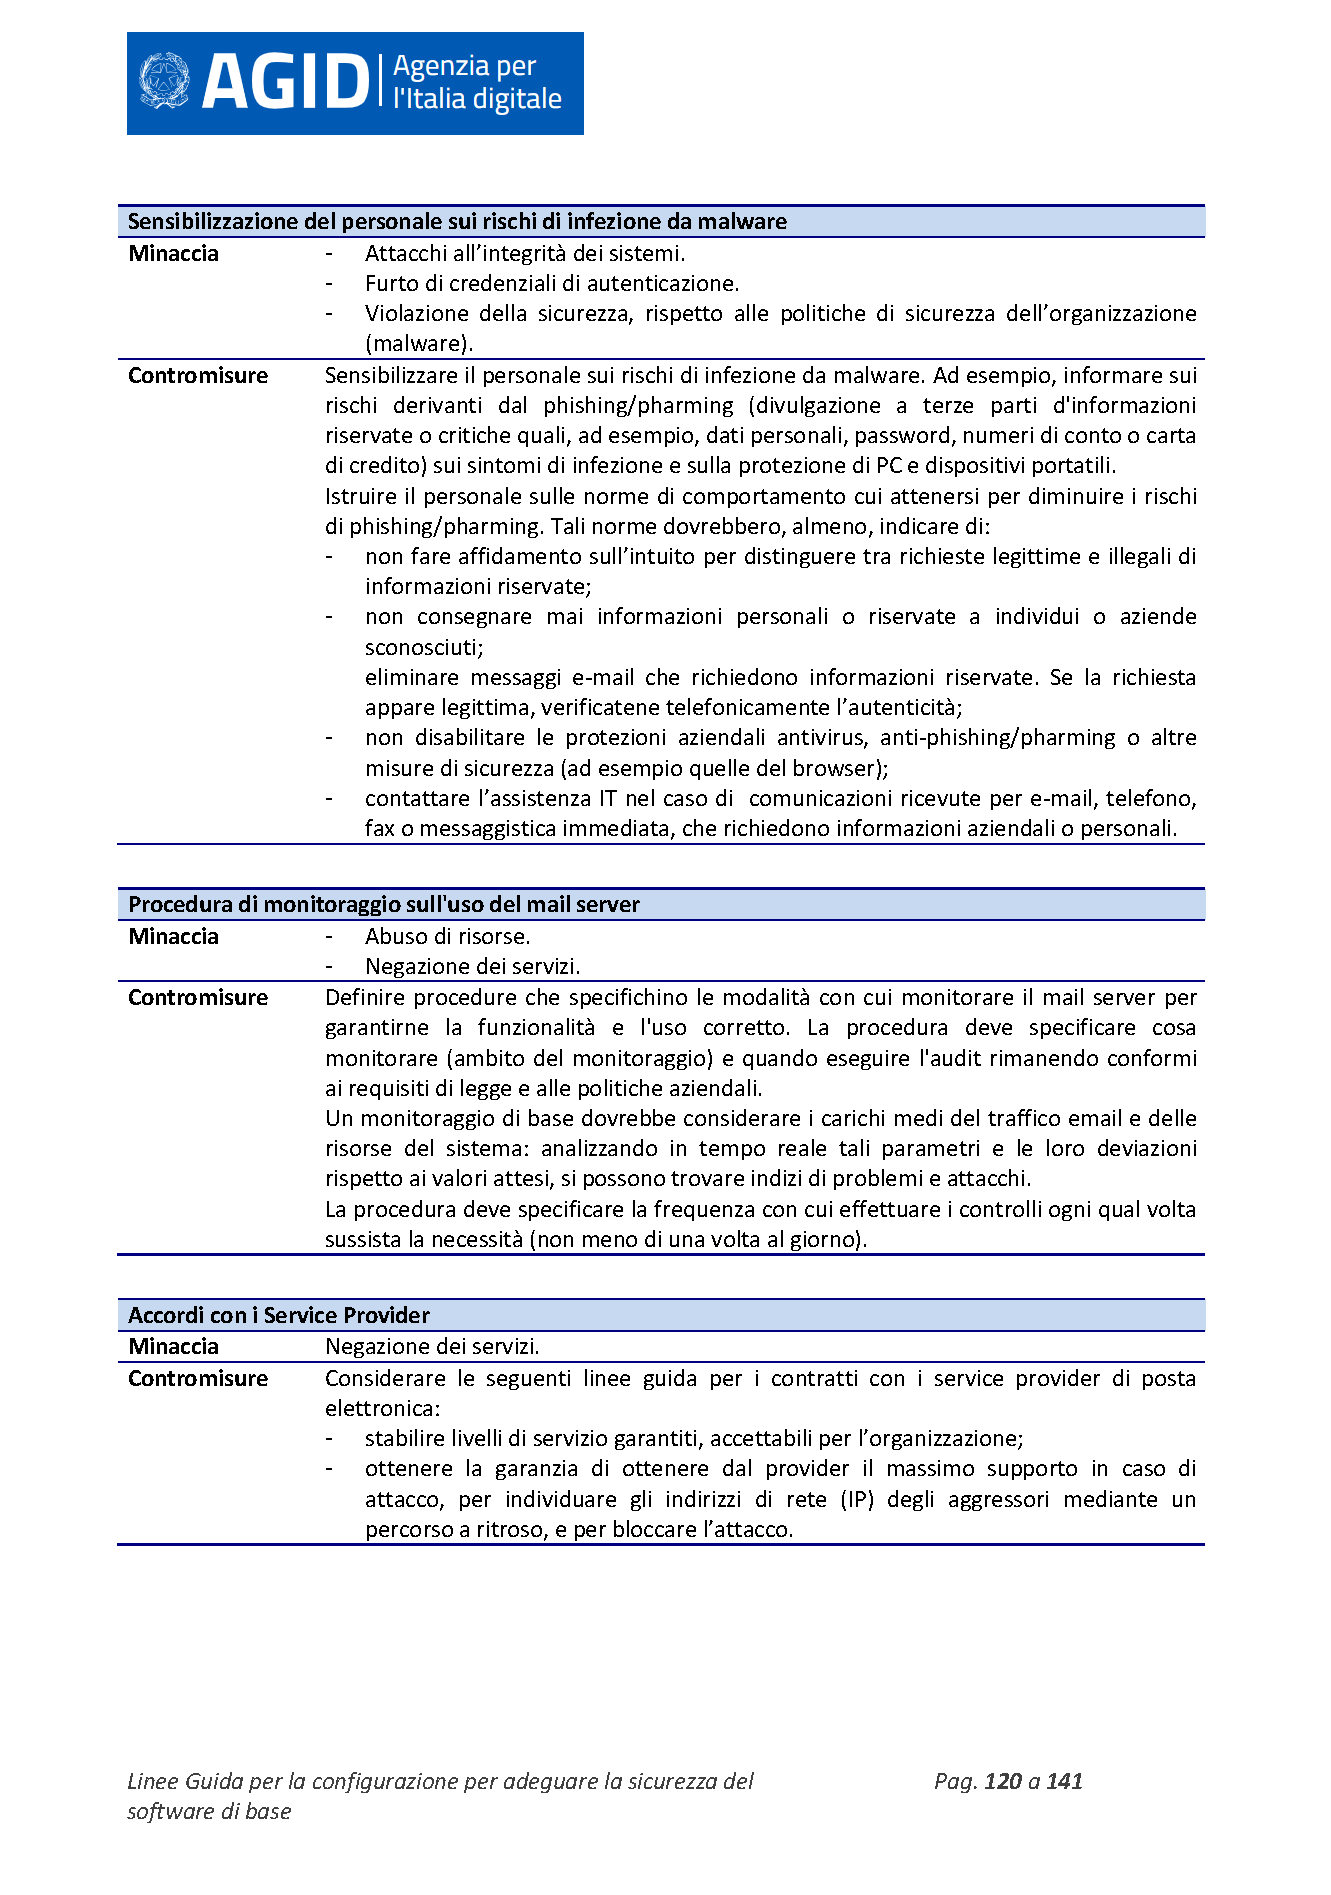 AGID Agenzia per
l'Italia digitale
Sensibilizzazione del personale sui rischi di infezione da malware
Minaccia - Attacchi all’integrità dei sistemi.
- Furto di credenziali di autenticazione.
- Violazione della sicurezza, rispetto alle politiche di sicurezza dell’organizzazione
(malware).
Contromisure Sensibilizzare il personale sui rischi di infezione da malware. Ad esempio, informare sui
rischi derivanti dal phishing/pharming (divulgazione a terze parti d'informazioni
riservate o critiche quali, ad esempio, dati personali, password, numeri di conto o carta
di credito) sui sintomi di infezione e sulla protezione di PC e dispositivi portatili.
Istruire il personale sulle norme di comportamento cui attenersi per diminuire i rischi
di phishing/pharming. Tali norme dovrebbero, almeno, indicare di:
- non fare affidamento sull’intuito per distinguere tra richieste legittime e illegali di
informazioni riservate;
- non consegnare mai informazioni personali o riservate a individui o aziende
sconosciuti;
eliminare messaggi e-mail che richiedono informazioni riservate. Se la richiesta
appare legittima, verificatene telefonicamente l’autenticità;
- non disabilitare le protezioni aziendali antivirus, anti-phishing/pharming o altre
misure di sicurezza (ad esempio quelle del browser);
- contattare l’assistenza IT nel caso di comunicazioni ricevute per e-mail, telefono,
fax o messaggistica immediata, che richiedono informazioni aziendali o personali.
Procedura di monitoraggio sull'uso del mail server
Minaccia - Abuso di risorse.
- Negazione dei servizi.
Contromisure Definire procedure che specifichino le modalità con cui monitorare il mail server per
garantirne la funzionalità e l'uso corretto. La procedura deve specificare cosa
monitorare (ambito del monitoraggio) e quando eseguire l'audit rimanendo conformi
ai requisiti di legge e alle politiche aziendali.
Un monitoraggio di base dovrebbe considerare i carichi medi del traffico email e delle
risorse del sistema: analizzando in tempo reale tali parametri e le loro deviazioni
rispetto ai valori attesi, si possono trovare indizi di problemi e attacchi.
La procedura deve specificare la frequenza con cui effettuare i controlli ogni qual volta
sussista la necessità (non meno di una volta al giorno).
Accordi con i Service Provider
Minaccia Negazione dei servizi.
Contromisure Considerare le seguenti linee guida per i contratti con i service provider di posta
elettronica:
- stabilire livelli di servizio garantiti, accettabili per l’organizzazione;
- ottenere la garanzia di ottenere dal provider il massimo supporto in caso di
attacco, per individuare gli indirizzi di rete (IP) degli aggressori mediante un
percorso a ritroso, e per bloccare l’attacco.
Linee Guida per la configurazione per adeguare la sicurezza del Pag. 120 a 141
software di base